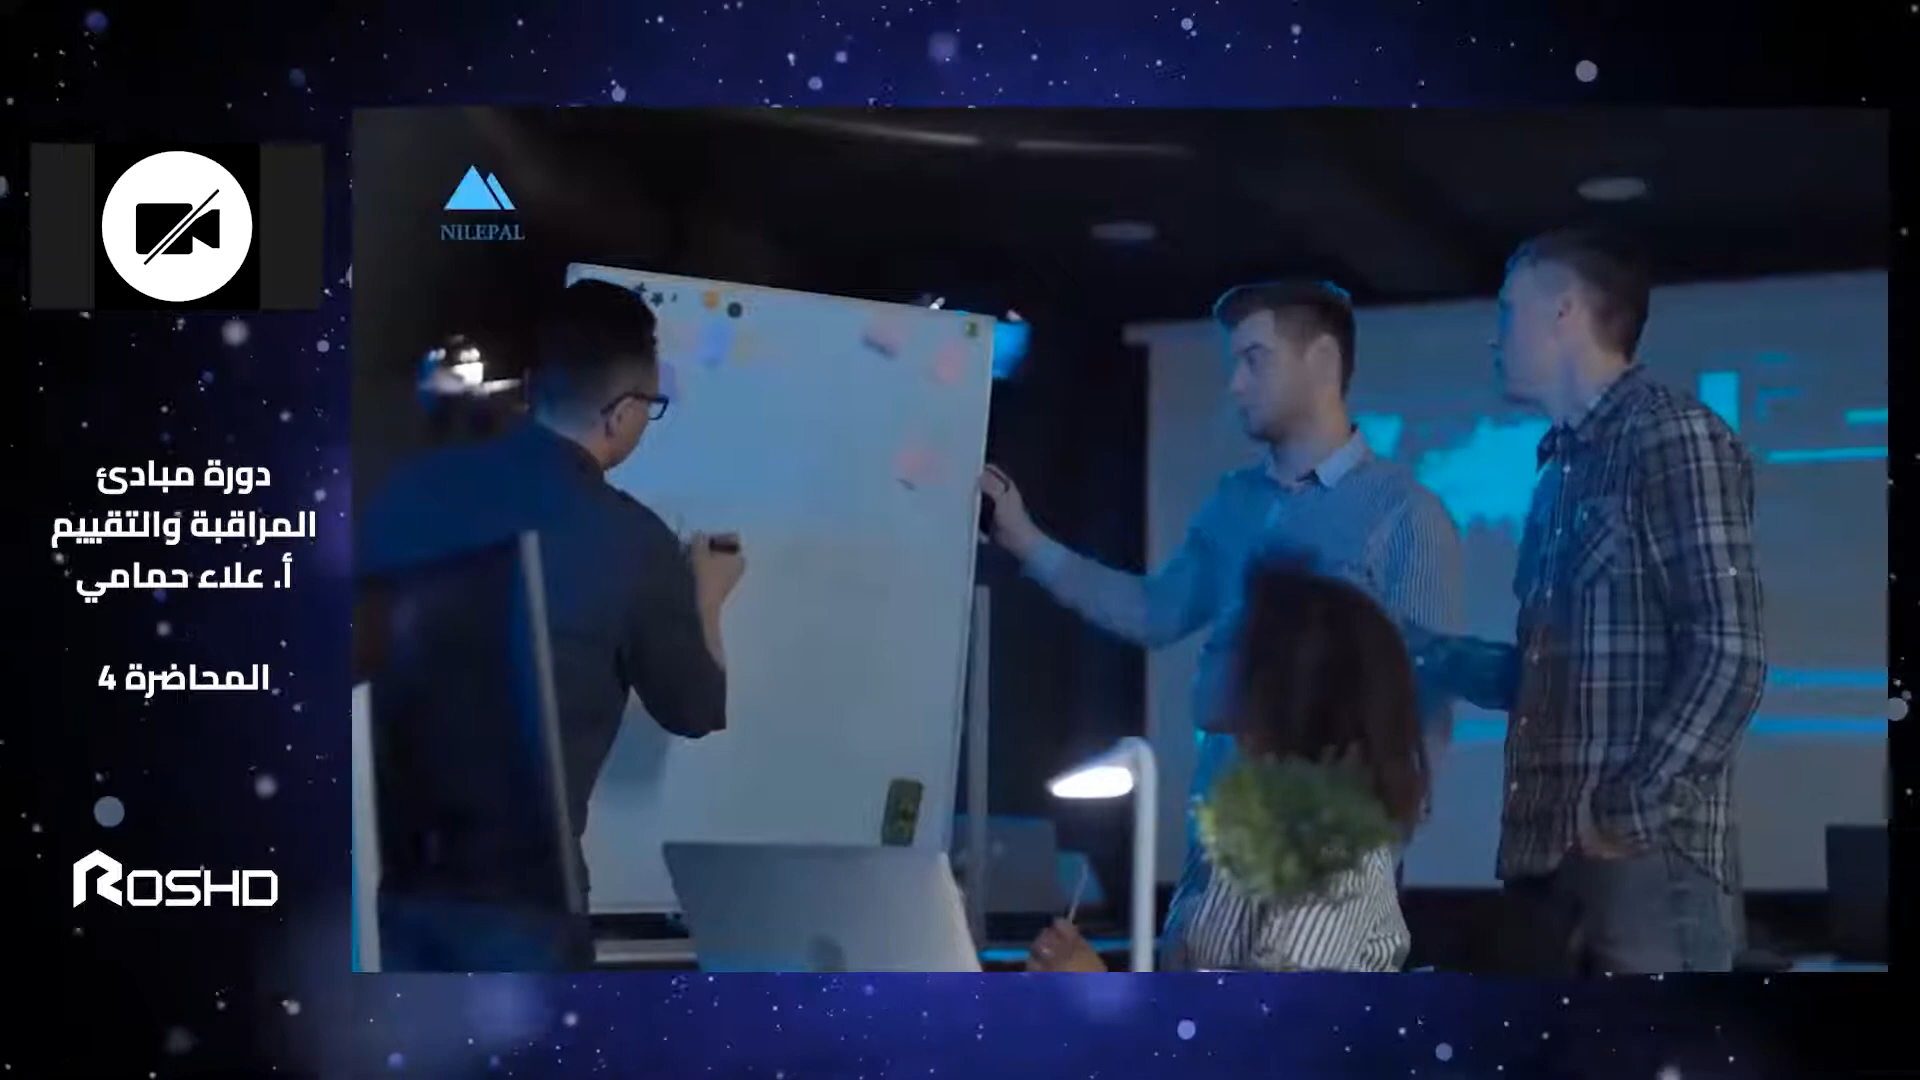 NILEPAL
دورة مبادئ
المراقبة والتقييم
أ. علاء حمامي
المحاضرة 4
ROSHD